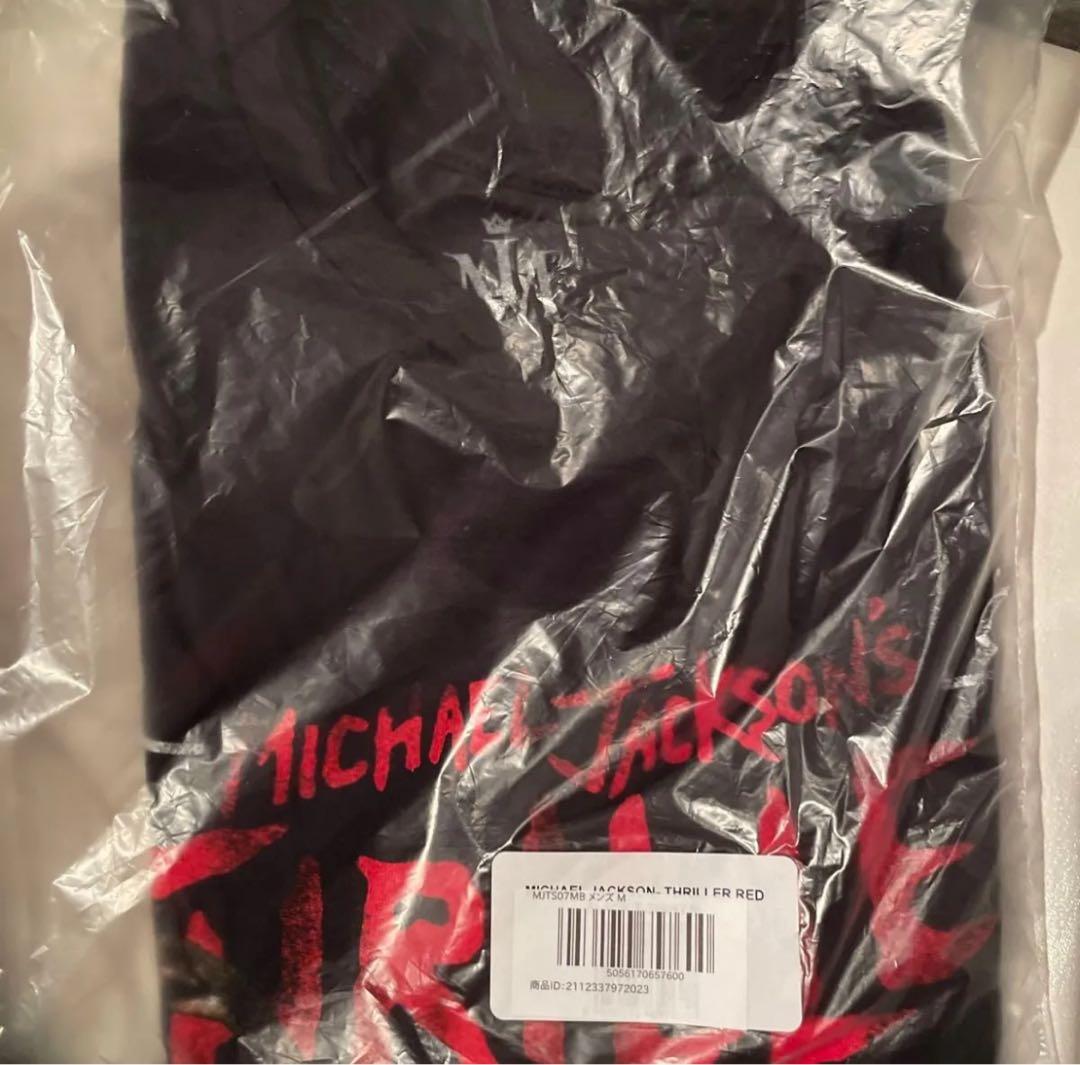 MJ
MICHAEL JACKSON'S
MICHAEL JACKSON- THRILLER RED
MJTS07MB メンズ M
5056170657600
商品ID:2112337972023